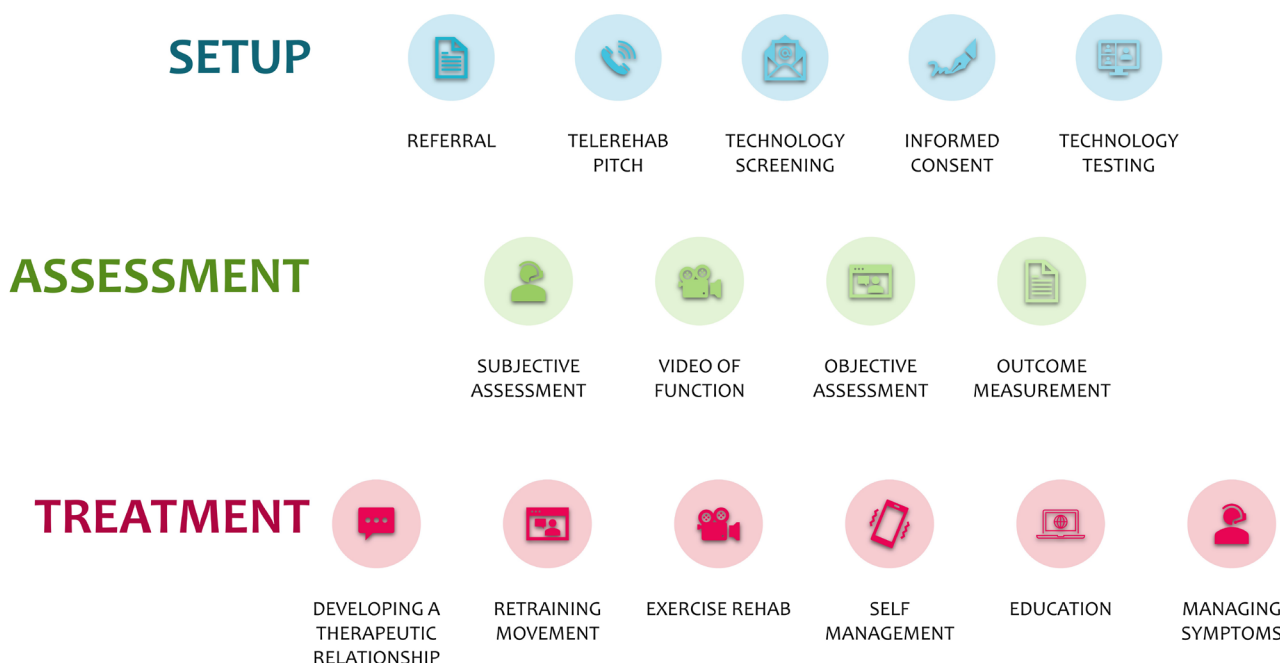 SETUP
REFERRAL
TELEREHAB
PITCH
TECHNOLOGY
SCREENING
INFORMED
CONSENT
TECHNOLOGY
TESTING
ASSESSMENT
SUBJECTIVE
ASSESSMENT
VIDEO OF
FUNCTION
OBJECTIVE
ASSESSMENT
OUTCOME
MEASUREMENT
TREATMENT
DEVELOPING A
THERAPEUTIC
RELATIONSHIP
RETRAINING
MOVEMENT
EXERCISE REHAB
SELF
MANAGEMENT
EDUCATION
MANAGING
SYMPTOMS